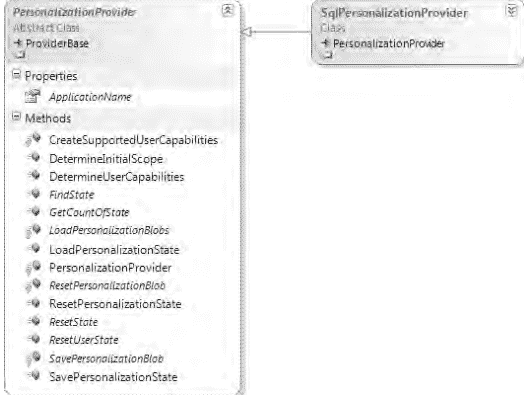 PersonalizationProvider
Abstract Class
ProviderBase
Properties
ApplicationName
Methods
CreateSupportedUserCapabilities
DetermineInitialScope
DetermineUserCapabilities
FindState
GetCountOfState
LoadPersonalizationBlobs
LoadPersonalizationState
PersonalizationProvider
ResetPersonalizationBlob
ResetPersonalizationState
ResetState
ResetUserState
SavePersonalizationBlob
SavePersonalizationState
SqlPersonalizationProvider
Class
PersonalizationProvider